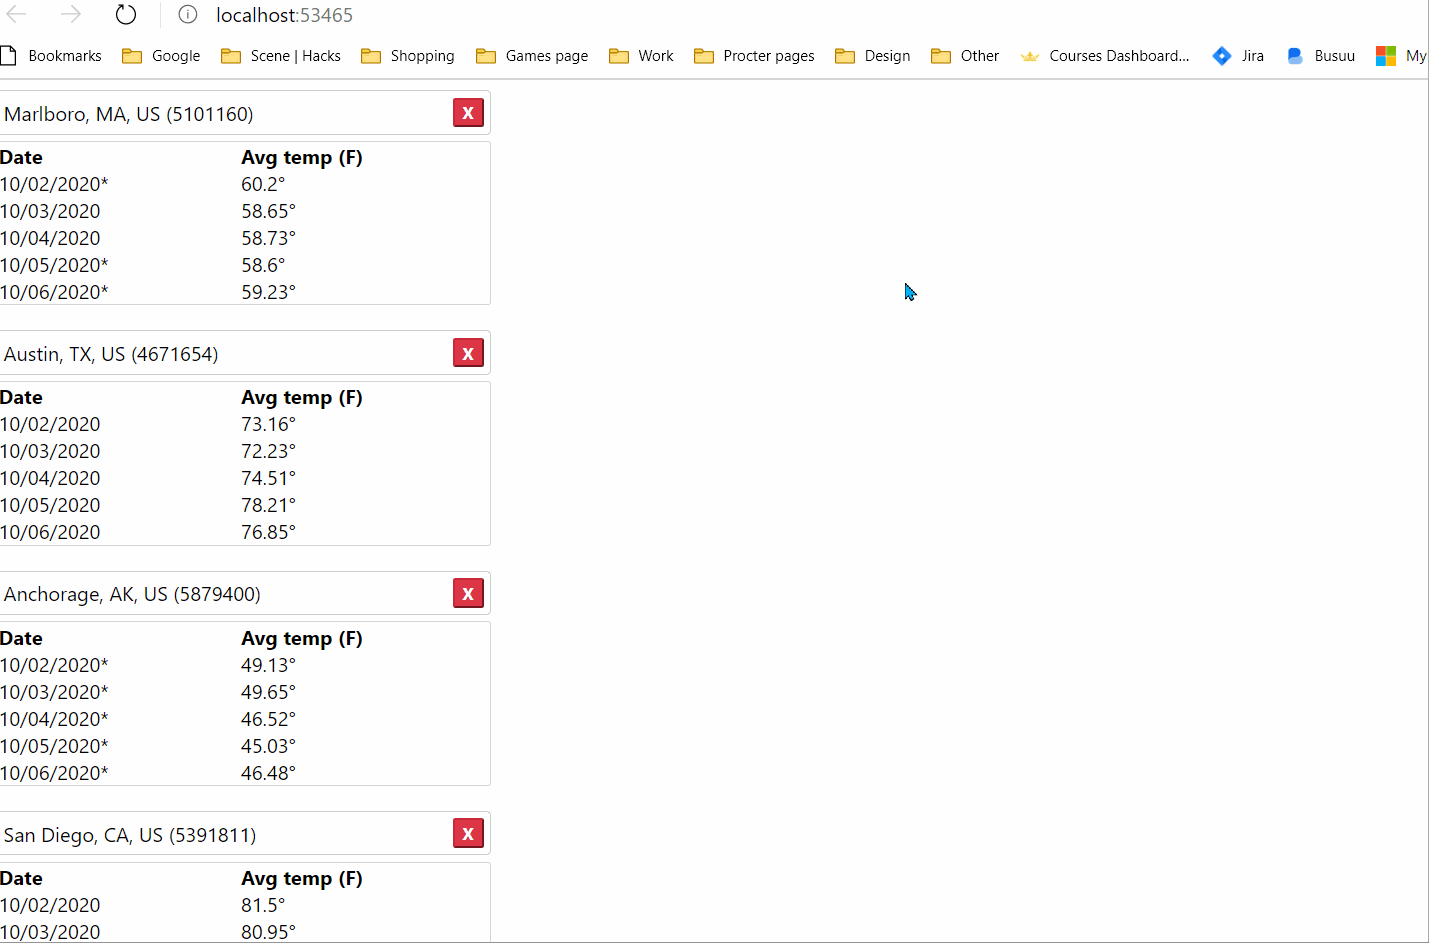 localhost:53465
Bookmarks Google Scene | Hacks Shopping Games page Work Procter pages Design Other Courses Dashboard... Jira Busuu My
Marlboro, MA, US (5101160) X
Date Avg temp (F)
10/02/2020* 60.2°
10/03/2020 58.65°
10/04/2020 58.73°
10/05/2020* 58.6°
10/06/2020* 59.23°
Austin, TX, US (4671654) X
Date Avg temp (F)
10/02/2020 73.16°
10/03/2020 72.23°
10/04/2020 74.51°
10/05/2020 78.21°
10/06/2020 76.85°
Anchorage, AK, US (5879400) X
Date Avg temp (F)
10/02/2020* 49.13°
10/03/2020* 49.65°
10/04/2020* 46.52°
10/05/2020* 45.03°
10/06/2020* 46.48°
San Diego, CA, US (5391811) X
Date Avg temp (F)
10/02/2020 81.5°
10/03/2020 80.95°